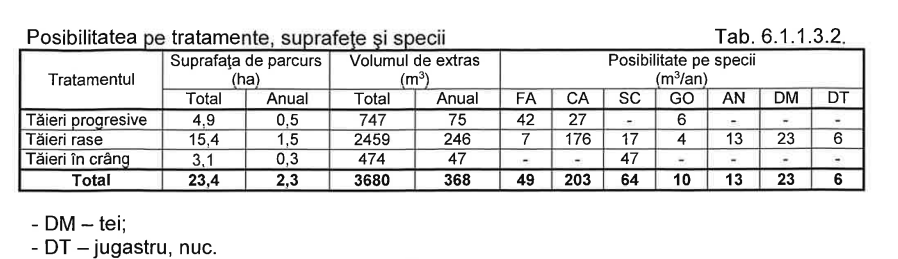 Posibilitatea pe tratamente, suprafeţe şi specii Tab. 6.1.1.3.2.
Tratamentul Suprafaţa de parcurs (ha) Volumul de extras (m³) Posibilitate pe specii (m³/an)
Total Anual Total Anual FA CA SC GO AN DM DT
Tăieri progresive 4,9 0,5 747 75 42 27 - 6 - - -
Tăieri rase 15,4 1,5 2459 246 7 176 17 4 13 23 6
Tăieri în crâng 3,1 0,3 474 47 - - 47 - - - -
Total 23,4 2,3 3680 368 49 203 64 10 13 23 6
- DM – tei;
- DT – jugastru, nuc.